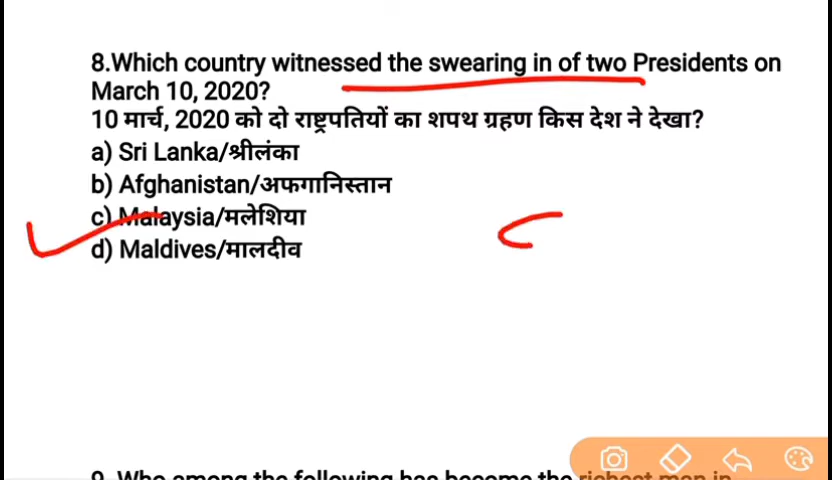 8.Which country witnessed the swearing in of two Presidents on
March 10, 2020?
10 मार्च, 2020 को दो राष्ट्रपतियों का शपथ ग्रहण किस देश ने देखा?
a) Sri Lanka/श्रीलंका
b) Afghanistan/अफगानिस्तान
c) Malaysia/मलेशिया
d) Maldives/मालदीव
9. Who among the following has become the richest man in